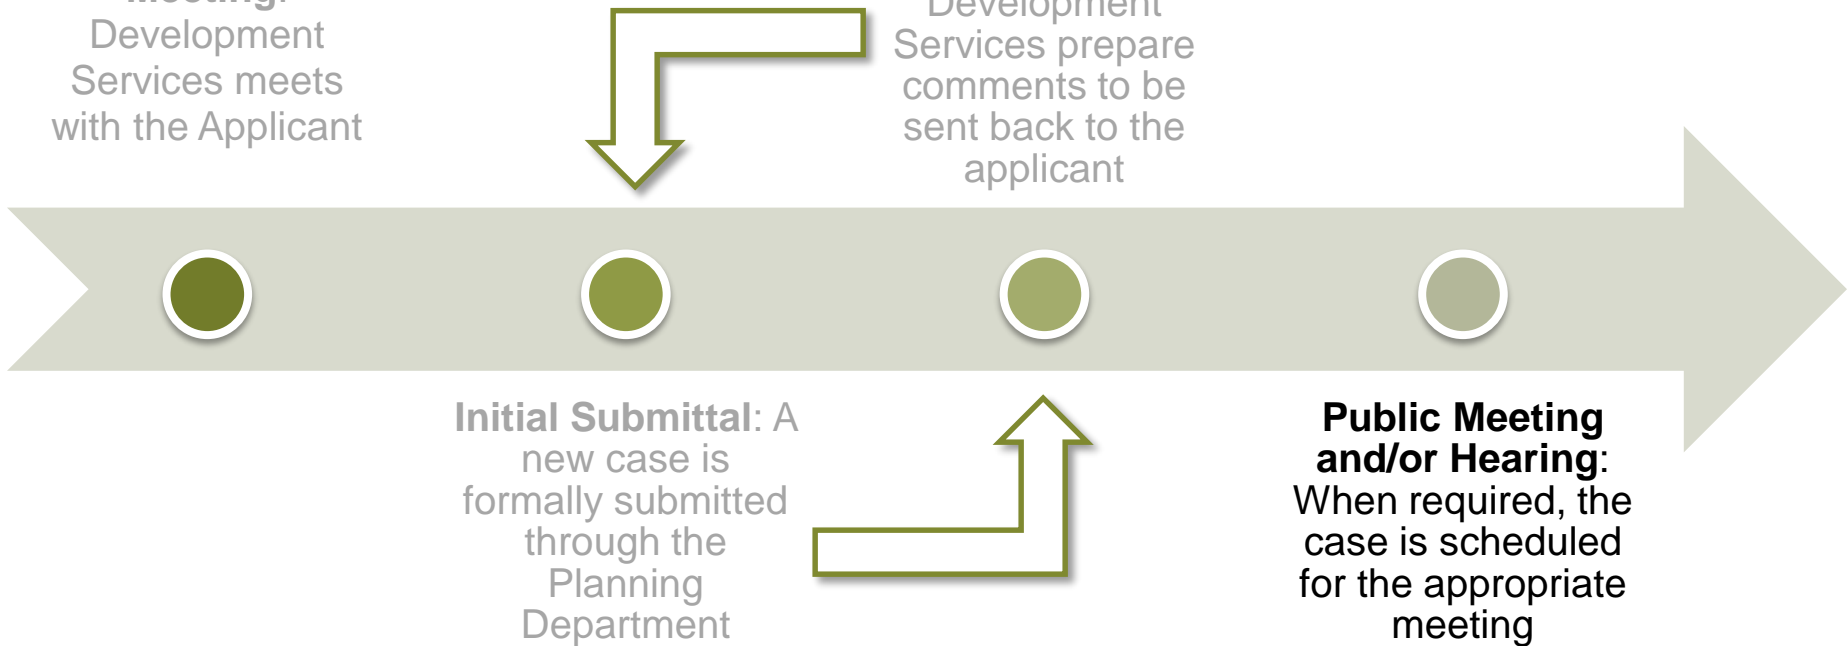 Meeting:
Development
Services meets
with the Applicant
Development
Services prepare
comments to be
sent back to the
applicant
Initial Submittal: A
new case is
formally submitted
through the
Planning
Department
Public Meeting
and/or Hearing:
When required, the
case is scheduled
for the appropriate
meeting